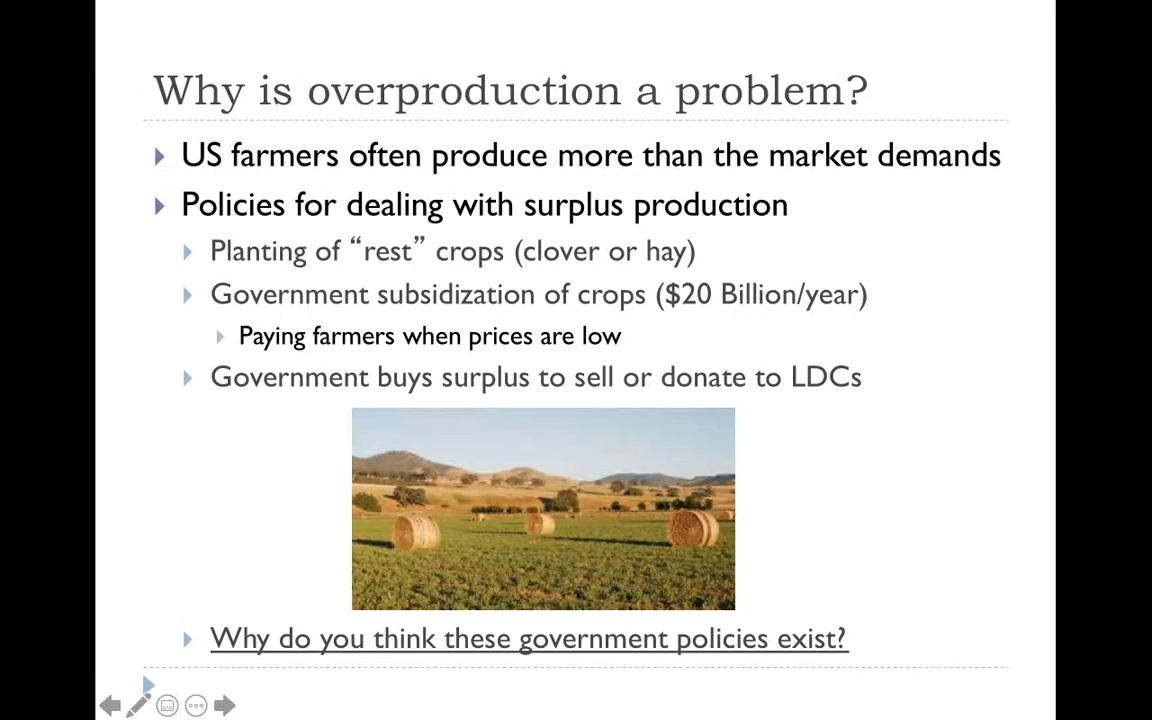 Why is overproduction a problem?
US farmers often produce more than the market demands
Policies for dealing with surplus production
Planting of “rest” crops (clover or hay)
Government subsidization of crops ($20 Billion/year)
Paying farmers when prices are low
Government buys surplus to sell or donate to LDCs
Why do you think these government policies exist?